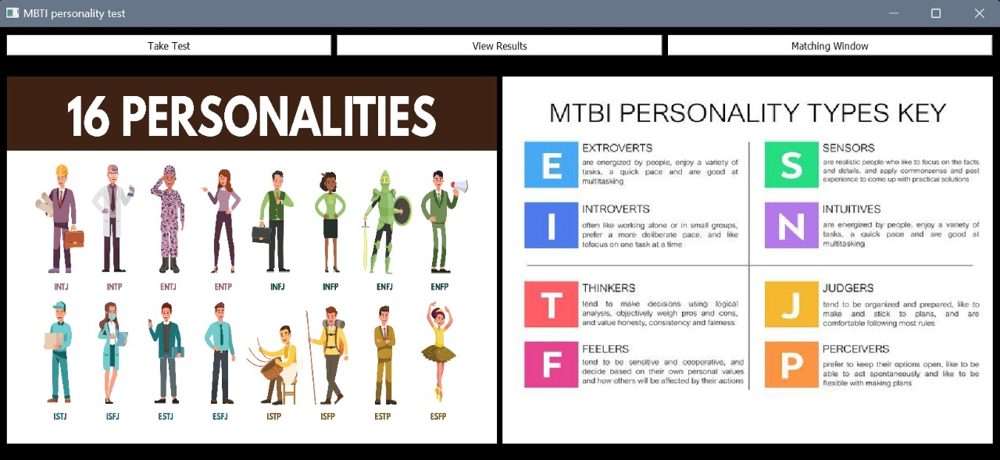 MBTI personality test
Take Test
View Results
Matching Window
16 PERSONALITIES
INTJ
INTP
ENTJ
ENTP
INFJ
INFP
ENFJ
ENFP
ISTJ
ISFJ
ESTJ
ESFJ
ISTP
ISFP
ESTP
ESFP
MTBI PERSONALITY TYPES KEY
E
EXTROVERTS
are energized by people, enjoy a variety of
tasks, a quick pace and are good at
multitasking
S
SENSORS
are realistic people who like to focus on the facts
and details, and apply commonsense and past
experience to come up with practical solutions
I
INTROVERTS
often like working alone or in small groups,
prefer a more deliberate pace, and like
tofocus on one task at a time
N
INTUITIVES
are energized by people, enjoy a variety of
tasks, a quick pace and are good at
multitasking
T
THINKERS
tend to make decisions using logical
analysis, objectively weigh pros and cons,
and value honesty, consistency and fairness
J
JUDGERS
tend to be organized and prepared, like to
make and stick to plans, and are
comfortable following most rules
F
FEELERS
tend to be sensitive and cooperative, and
decide based on their own personal values
and how others will be affected by their actions
P
PERCEIVERS
prefer to keep their options open, like to be
able to act spontaneously and like to be
flexible with making plans